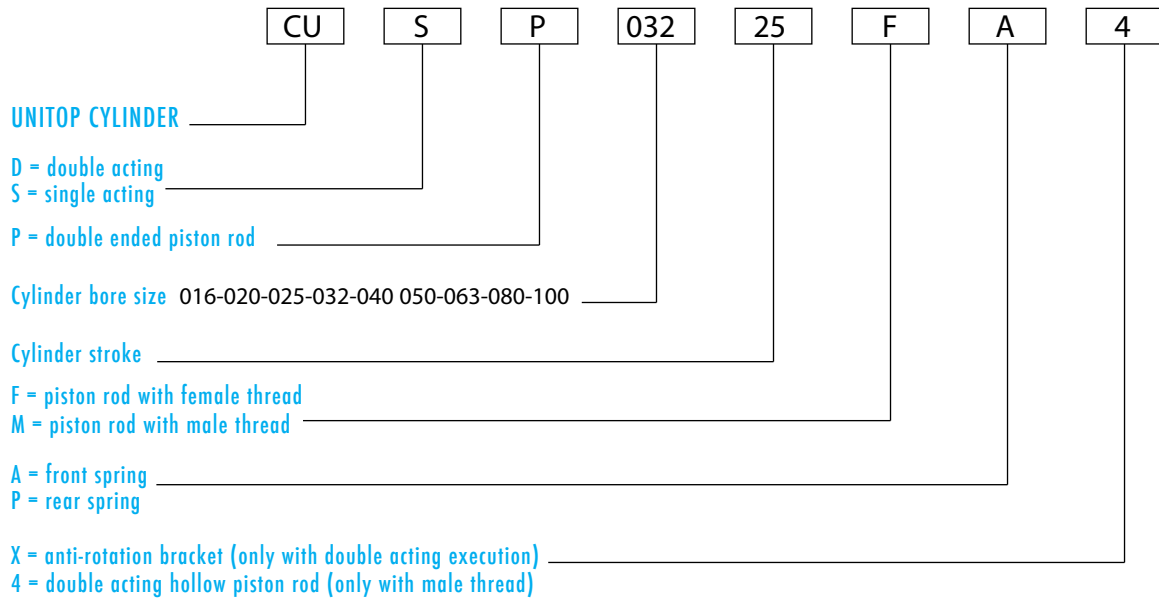 CU S P 032 25 F A 4
UNITOP CYLINDER
D = double acting
S = single acting
P = double ended piston rod
Cylinder bore size 016-020-025-032-040 050-063-080-100
Cylinder stroke
F = piston rod with female thread
M = piston rod with male thread
A = front spring
P = rear spring
X = anti-rotation bracket (only with double acting execution)
4 = double acting hollow piston rod (only with male thread)